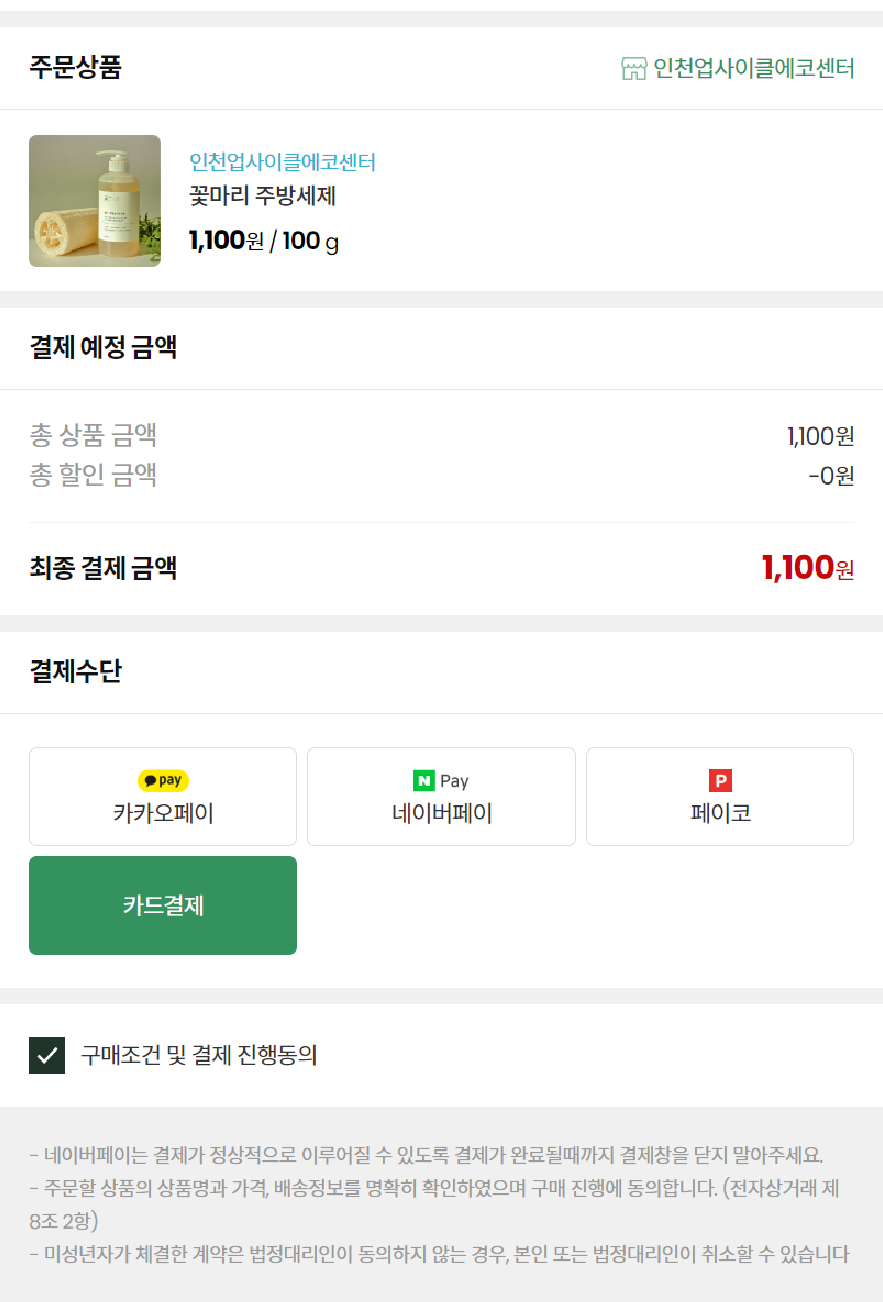 주문상품
인천업사이클에코센터
인천업사이클에코센터
꽃마리 주방세제
1,100원 / 100 g
결제 예정 금액
총 상품 금액 1,100원
총 할인 금액 -0원
최종 결제 금액 1,100원
결제수단
pay
카카오페이
N Pay
네이버페이
P
페이코
카드결제
구매조건 및 결제 진행동의
- 네이버페이는 결제가 정상적으로 이루어질 수 있도록 결제가 완료될때까지 결제창을 닫지 말아주세요.
- 주문할 상품의 상품명과 가격, 배송정보를 명확히 확인하였으며 구매 진행에 동의합니다. (전자상거래 제
8조 2항)
- 미성년자가 체결한 계약은 법정대리인이 동의하지 않는 경우, 본인 또는 법정대리인이 취소할 수 있습니다